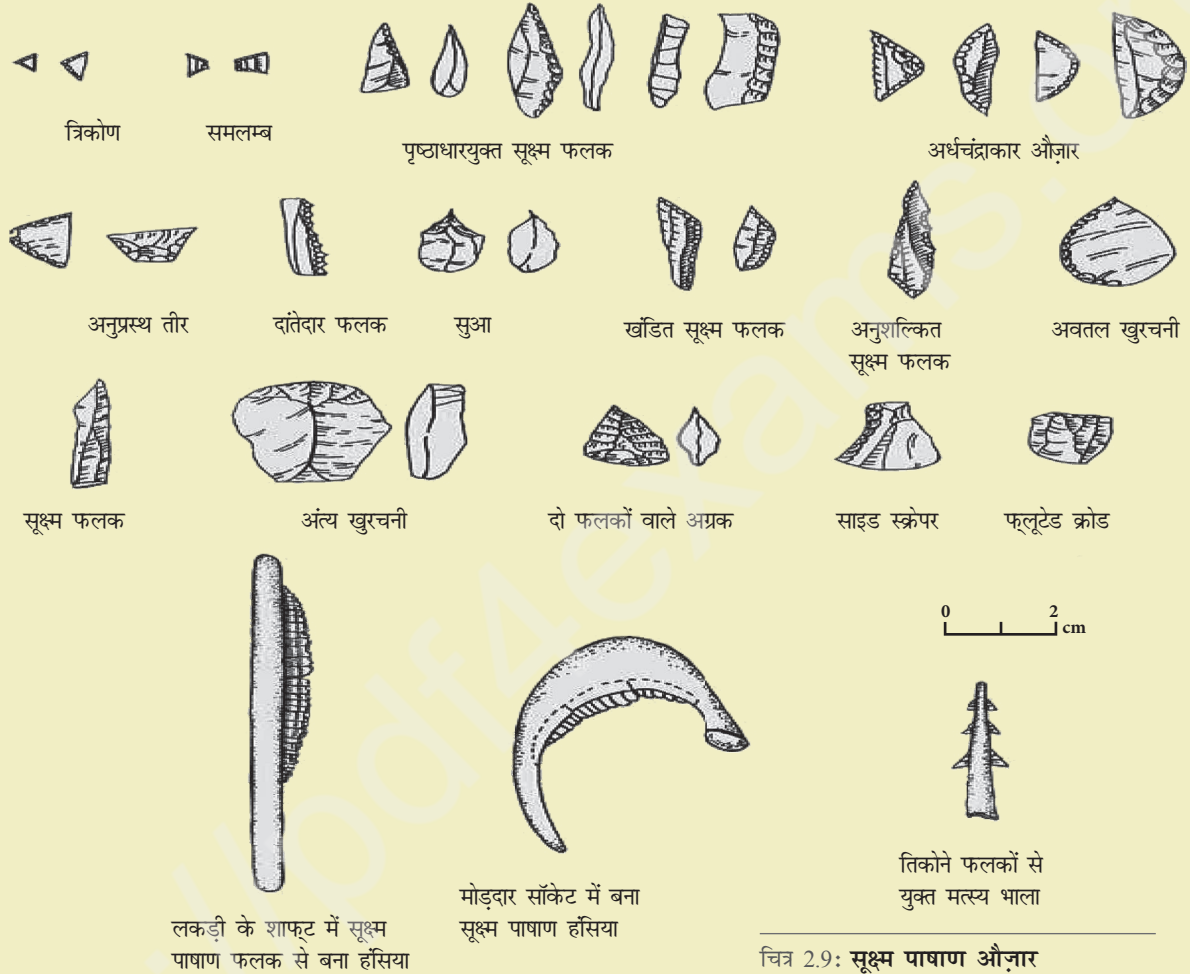 त्रिकोण
समलम्ब
पृष्ठाधारयुक्त सूक्ष्म फलक
अर्धचंद्राकार औज़ार
अनुप्रस्थ तीर
दांतेदार फलक
सुआ
खंडित सूक्ष्म फलक
अनुशल्कित
सूक्ष्म फलक
अवतल खुरचनी
सूक्ष्म फलक
अंत्य खुरचनी
दो फलकों वाले अग्रक
साइड स्क्रेपर
फ्लूटेड क्रोड
0 2
cm
लकड़ी के शाफ्ट में सूक्ष्म
पाषाण फलक से बना हंसिया
मोड़दार सॉकेट में बना
सूक्ष्म पाषाण हंसिया
तिकोने फलकों से
युक्त मत्स्य भाला
चित्र 2.9: सूक्ष्म पाषाण औज़ार
//pdf4exams.